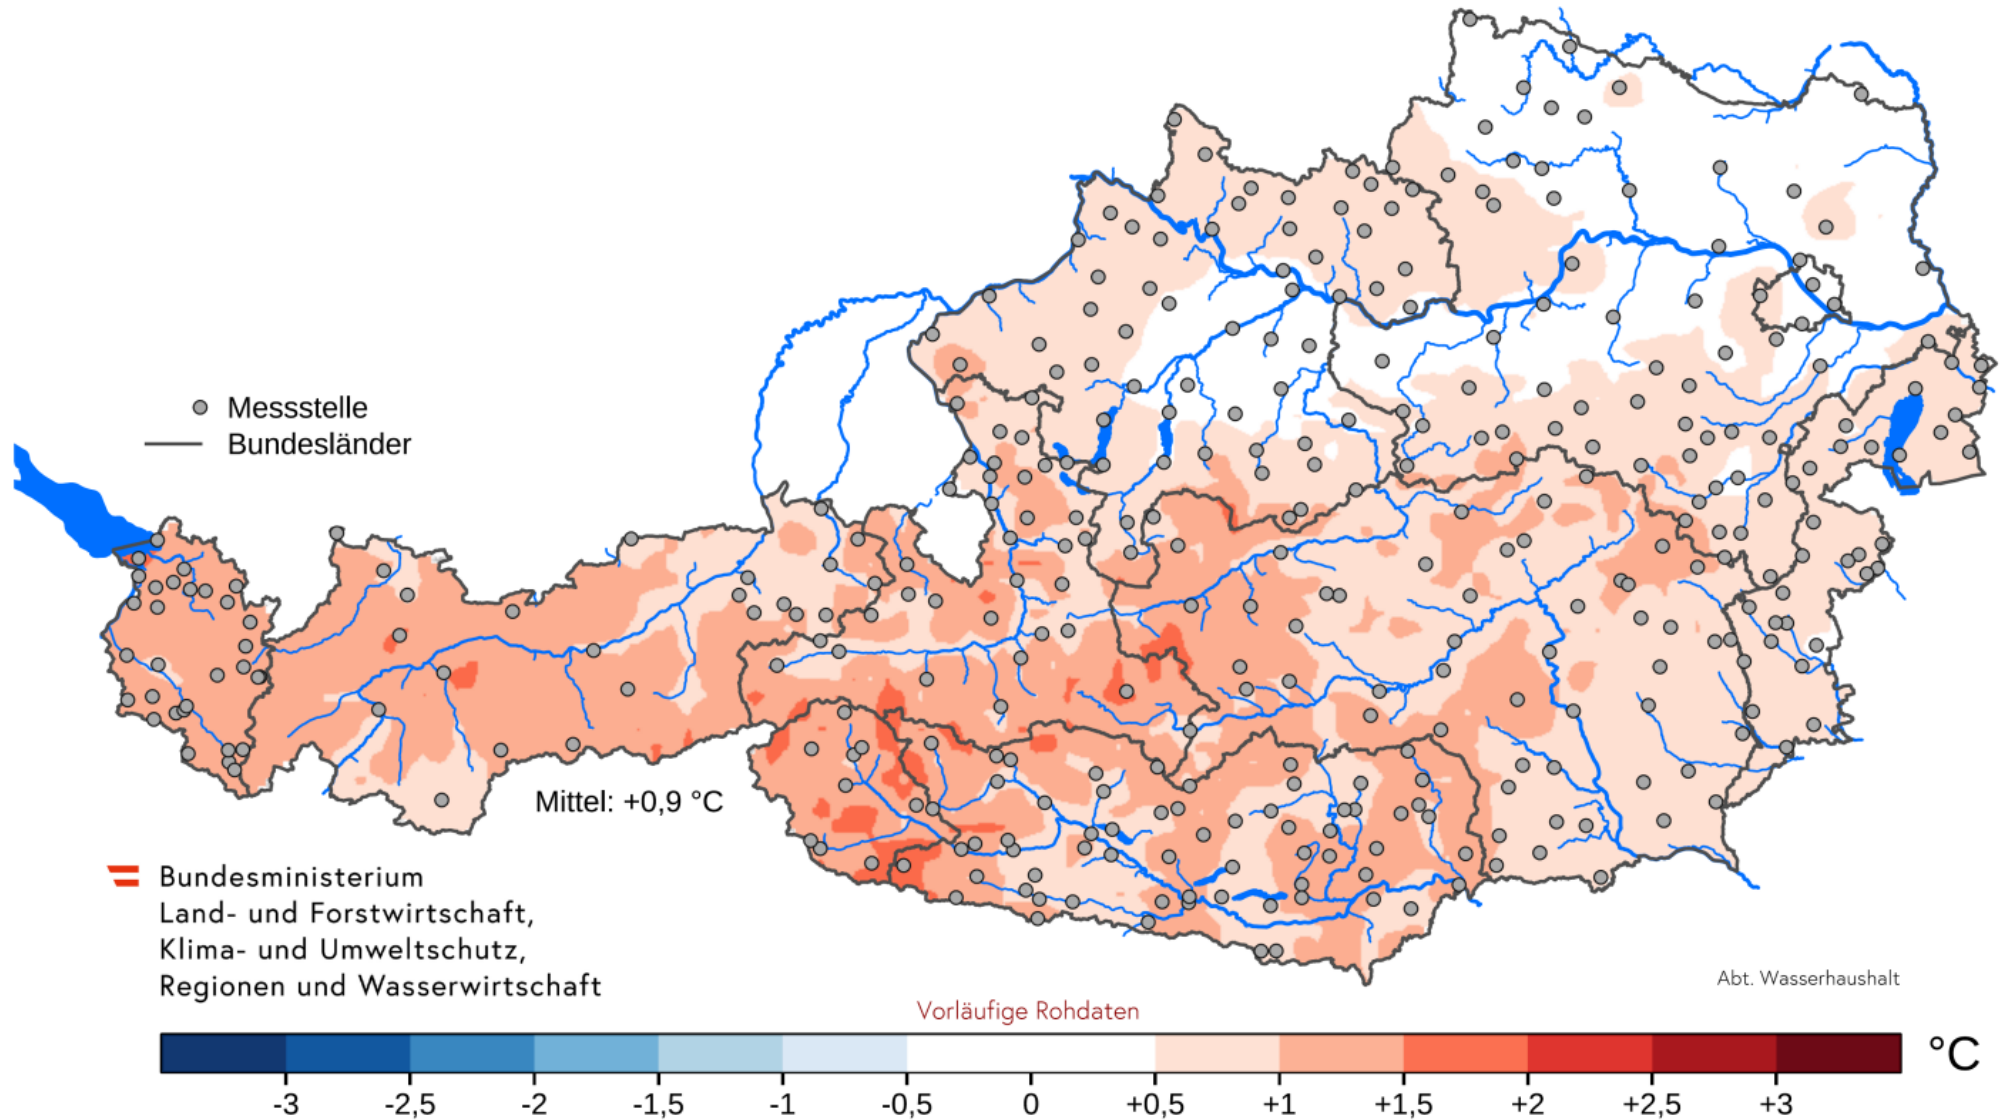 Messstelle
Bundesländer
Mittel: +0,9 °C
Bundesministerium
Land- und Forstwirtschaft,
Klima- und Umweltschutz,
Regionen und Wasserwirtschaft
Abt. Wasserhaushalt
Vorläufige Rohdaten
°C
-3 -2,5 -2 -1,5 -1 -0,5 0 +0,5 +1 +1,5 +2 +2,5 +3